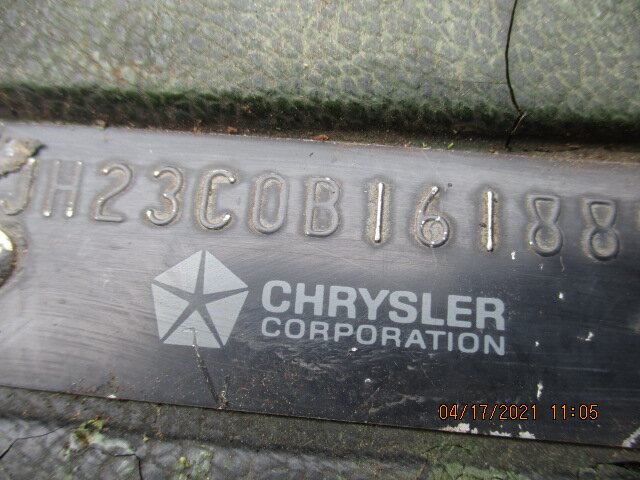 JH23C0B16188
CHRYSLER
CORPORATION
04/17/2021 11:05